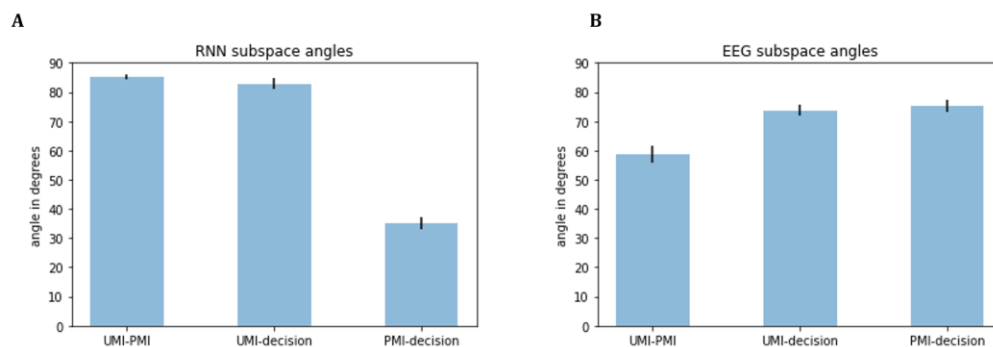 A
RNN subspace angles
90
80
70
60
50
40
30
20
10
0
angle in degrees
UMI-PMI
UMI-decision
PMI-decision
B
EEG subspace angles
90
80
70
60
50
40
30
20
10
0
angle in degrees
UMI-PMI
UMI-decision
PMI-decision